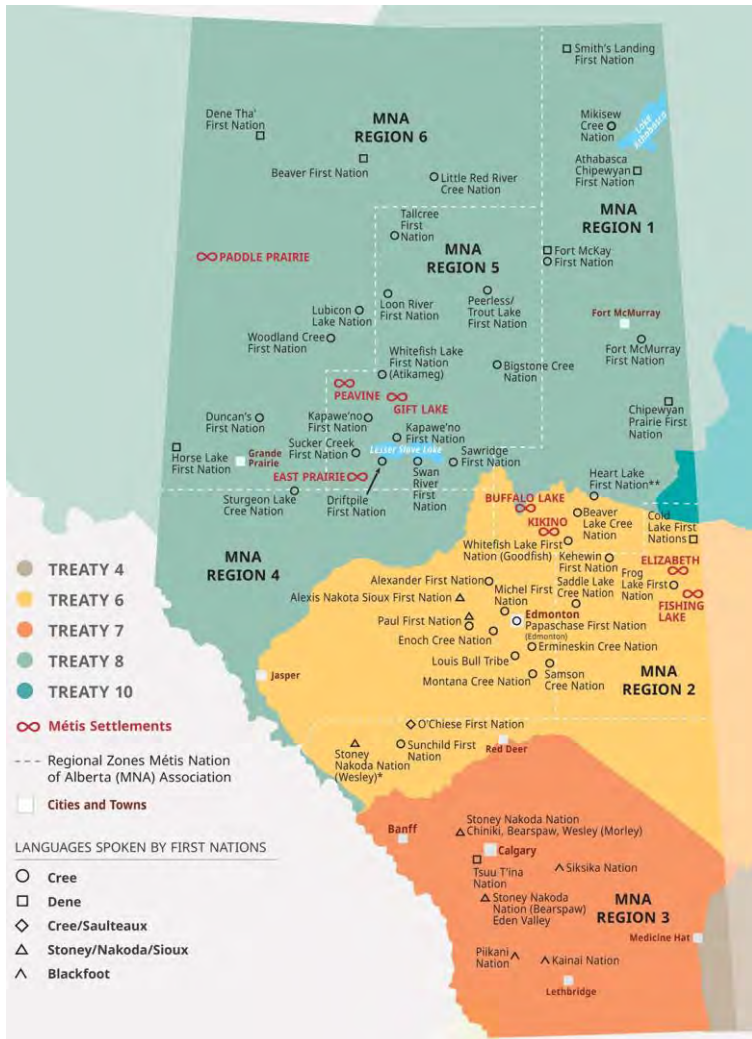 Smith's Landing
First Nation
Dene Tha'
First Nation
MNA
REGION 6
Mikisew
Cree
Nation
Lake
Athabasca
Beaver First Nation
Little Red River
Cree Nation
Athabasca
Chipewyan
First Nation
Tallcree
First
Nation
MNA
REGION 1
MNA
REGION 5
Fort McKay
First Nation
PADDLE PRAIRIE
Lubicon
Lake Nation
Loon River
First Nation
Peerless/
Trout Lake
First Nation
Fort McMurray
Woodland Cree
First Nation
Whitefish Lake
First Nation
(Atikameg)
Bigstone Cree
Nation
Fort McMurray
First Nation
PEAVINE
GIFT LAKE
Chipewyan
Prairie First
Nation
Duncan's
First Nation
Kapawe'no
First Nation
Kapawe'no
First Nation
Horse Lake
First Nation
Grande
Prairie
Sucker Creek
First Nation
Lesser Slave Lake
Sawridge
First Nation
EAST PRAIRIE
Swan
River
First
Nation
Heart Lake
First Nation**
Sturgeon Lake
Cree Nation
Driftpile
First Nation
BUFFALO LAKE
KIKINO
Beaver
Lake Cree
Nation
Cold
Lake First
Nations
Whitefish Lake First
Nation (Goodfish)
Kehewin
First Nation
ELIZABETH
MNA
REGION 4
Alexander First Nation
Michel First
Nation
Saddle Lake
Cree Nation
Frog
Lake First
Nation
FISHING
LAKE
Alexis Nakota Sioux First Nation
Paul First Nation
Edmonton
Papaschase First Nation
(Edmonton)
Enoch Cree Nation
Ermineskin Cree Nation
Louis Bull Tribe
Montana Cree Nation
Samson
Cree Nation
MNA
REGION 2
Jasper
O'Chiese First Nation
Stoney
Nakoda Nation
(Wesley)*
Sunchild First
Nation
Red Deer
Banff
Stoney Nakoda Nation
Chiniki, Bearspaw, Wesley (Morley)
Calgary
Tsuu T'ina
Nation
Siksika Nation
Stoney Nakoda
Nation (Bearspaw)
Eden Valley
MNA
REGION 3
Medicine Hat
Piikani
Nation
Kainai Nation
Lethbridge
TREATY 4
TREATY 6
TREATY 7
TREATY 8
TREATY 10
Métis Settlements
Regional Zones Métis Nation
of Alberta (MNA) Association
Cities and Towns
LANGUAGES SPOKEN BY FIRST NATIONS
Cree
Dene
Cree/Saulteaux
Stoney/Nakoda/Sioux
Blackfoot